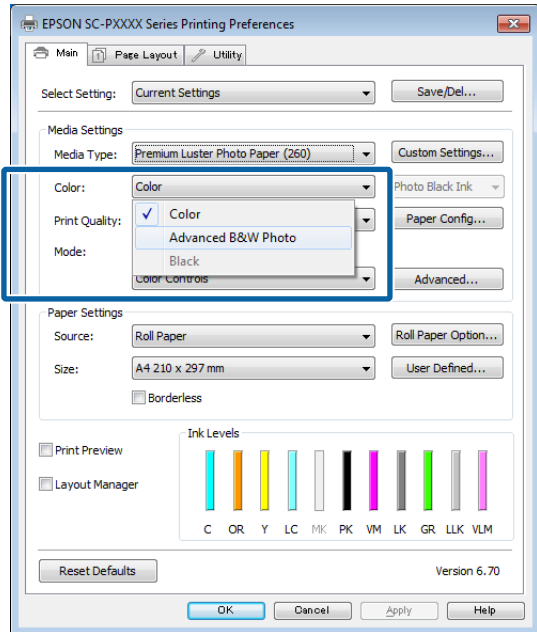 EPSON SC-PXXXX Series Printing Preferences
Main Page Layout Utility
Select Setting: Current Settings Save/Del...
Media Settings
Media Type: Premium Luster Photo Paper (260) Custom Settings...
Color: Color Photo Black Ink
Color
Print Quality: Paper Config...
Advanced B&W Photo
Mode:
Black
Color Controls Advanced...
Paper Settings
Source: Roll Paper Roll Paper Option...
Size: A4 210 x 297 mm User Defined...
Borderless
Ink Levels
Print Preview
Layout Manager
C OR Y LC MK PK VM LK GR LLK VLM
Reset Defaults Version 6.70
OK Cancel Apply Help